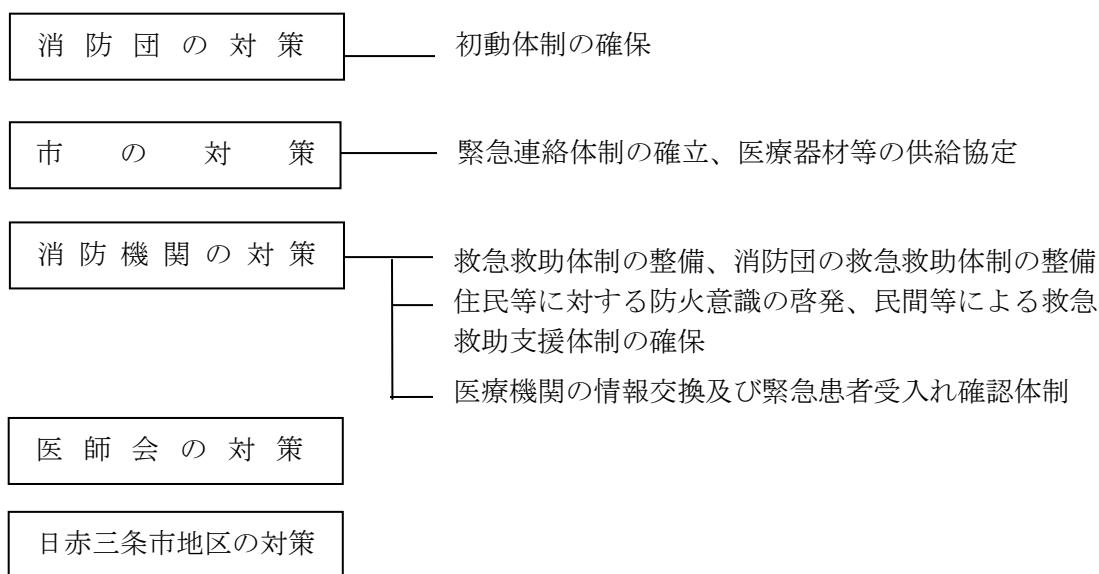 消防団の対策
初動体制の確保
市の対策
緊急連絡体制の確立、医療器材等の供給協定
消防機関の対策
救急救助体制の整備、消防団の救急救助体制の整備
住民等に対する防火意識の啓発、民間等による救急
救助支援体制の確保
医療機関の情報交換及び緊急患者受入れ確認体制
医師会の対策
日赤三条市地区の対策